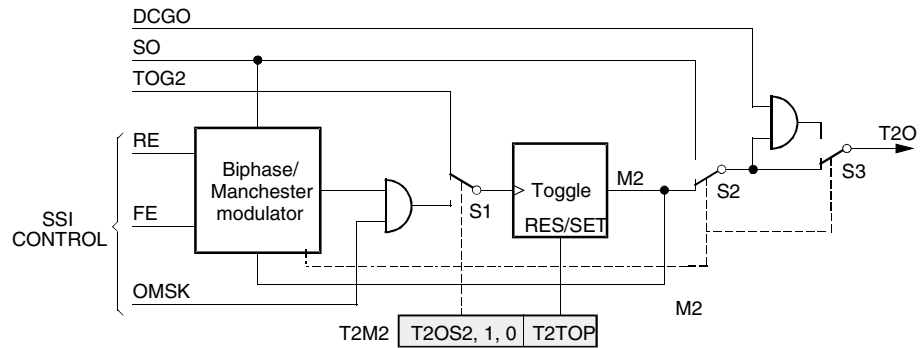 DCGO
SO
TOG2
RE
FE
SSI
CONTROL
OMSK
Biphase/
Manchester
modulator
S1
Toggle
RES/SET
M2
S2
S3
T2O
M2
T2M2
T2OS2, 1, 0
T2TOP